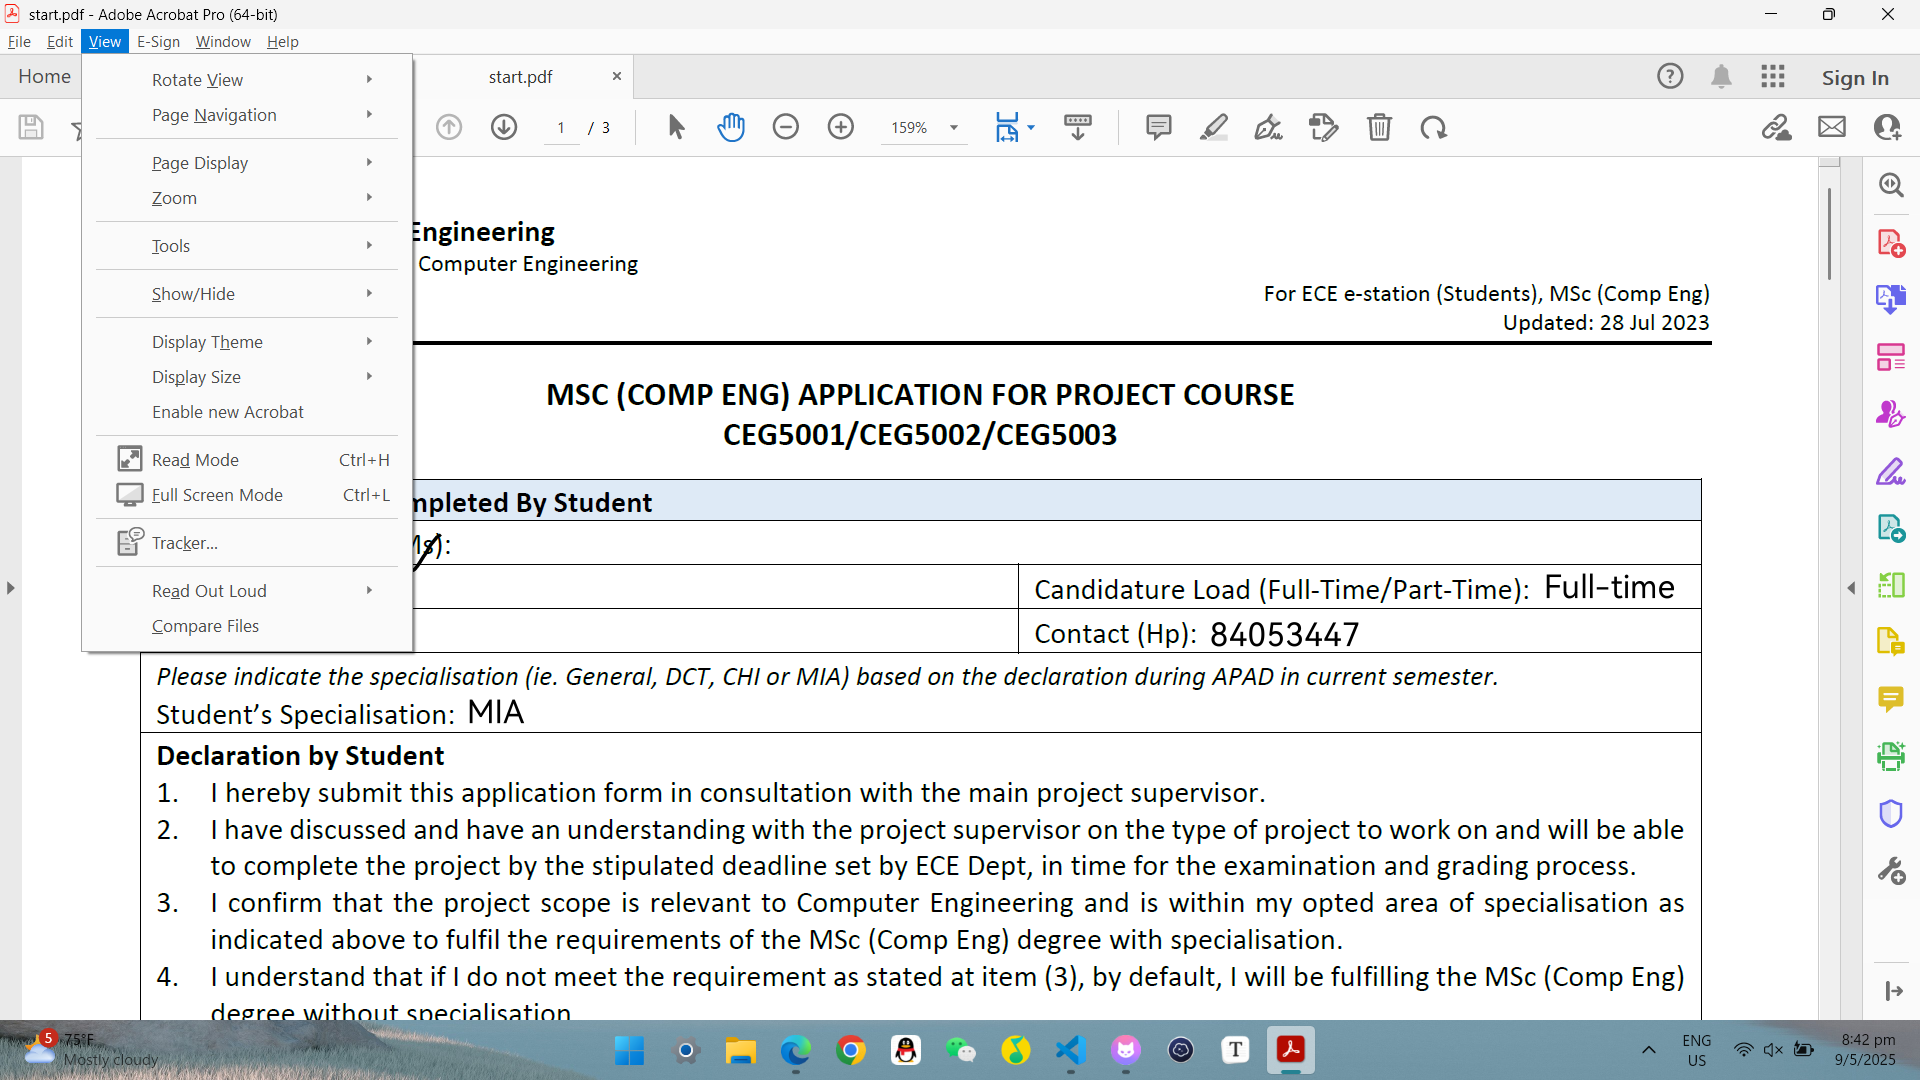 start.pdf - Adobe Acrobat Pro (64-bit)
File Edit View E-Sign Window Help
Home start.pdf Sign In
1 / 3 159%
Rotate View
Page Navigation
Page Display
Zoom
Tools
Show/Hide
Display Theme
Display Size
Enable new Acrobat
Read Mode Ctrl+H
Full Screen Mode Ctrl+L
Tracker...
Read Out Loud
Compare Files
Engineering
Computer Engineering
For ECE e-station (Students), MSc (Comp Eng)
Updated: 28 Jul 2023
MSC (COMP ENG) APPLICATION FOR PROJECT COURSE
CEG5001/CEG5002/CEG5003
mpleted By Student
Ms):
Candidature Load (Full-Time/Part-Time): Full-time
Contact (Hp): 84053447
Please indicate the specialisation (ie. General, DCT, CHI or MIA) based on the declaration during APAD in current semester.
Student’s Specialisation: MIA
Declaration by Student
1. I hereby submit this application form in consultation with the main project supervisor.
2. I have discussed and have an understanding with the project supervisor on the type of project to work on and will be able
to complete the project by the stipulated deadline set by ECE Dept, in time for the examination and grading process.
3. I confirm that the project scope is relevant to Computer Engineering and is within my opted area of specialisation as
indicated above to fulfil the requirements of the MSc (Comp Eng) degree with specialisation.
4. I understand that if I do not meet the requirement as stated at item (3), by default, I will be fulfilling the MSc (Comp Eng)
degree without specialisation
5
75°F
Mostly cloudy
T
ENG
US
8:42 pm
9/5/2025